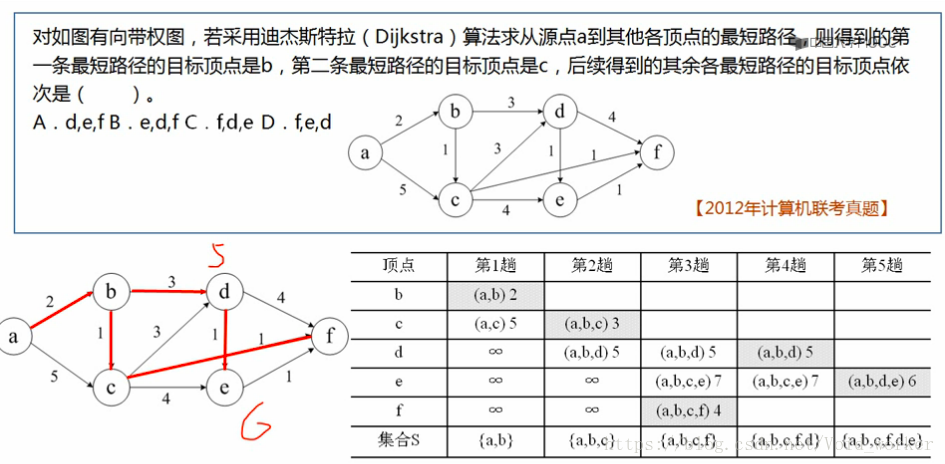 对如图有向带权图，若采用迪杰斯特拉（Dijkstra）算法求从源点a到其他各顶点的最短路径，则得到的第
一条最短路径的目标顶点是b，第二条最短路径的目标顶点是c，后续得到的其余各最短路径的目标顶点依
次是（ ）。
A．d,e,f B．e,d,f C．f,d,e D．f,e,d
b 3 d
2 4
a 1 3 1 1 f
5 1
c 4 e
【2012年计算机联考真题】
5
b 3 d
2 4
a 1 3 1 1 f
5 1
c 4 e
6
顶点 第1趟 第2趟 第3趟 第4趟 第5趟
b (a,b) 2
c (a,c) 5 (a,b,c) 3
d ∞ (a,b,d) 5 (a,b,d) 5 (a,b,d) 5
e ∞ ∞ (a,b,c,e) 7 (a,b,c,e) 7 (a,b,d,e) 6
f ∞ ∞ (a,b,c,f) 4
集合S {a,b} {a,b,c} {a,b,c,f} {a,b,c,f,d} {a,b,c,f,d,e}